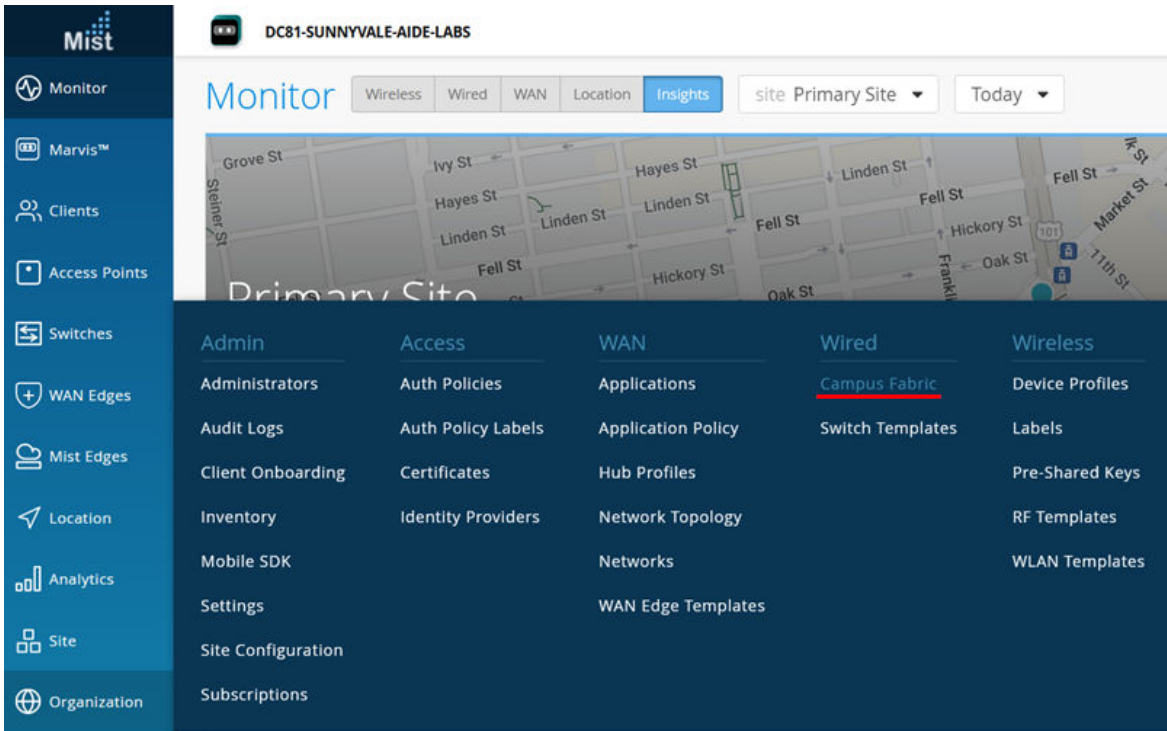 Mist
DC81-SUNNYVALE-AIDE-LABS
Monitor
Marvis™
Clients
Access Points
Switches
WAN Edges
Mist Edges
Location
Analytics
Site
Organization
Monitor
Wireless
Wired
WAN
Location
Insights
site Primary Site
Today
Grove St
Ivy St
Hayes St
Linden St
Fell St
Steiner St
Hayes St
Linden St
Fell St
Market St
Linden St
Linden St
Fell St
Hickory St
101
Fell St
Hickory St
Oak St
11th St
Oak St
Primary Site
Admin
Administrators
Audit Logs
Client Onboarding
Inventory
Mobile SDK
Settings
Site Configuration
Subscriptions
Access
Auth Policies
Auth Policy Labels
Certificates
Identity Providers
WAN
Applications
Application Policy
Hub Profiles
Network Topology
Networks
WAN Edge Templates
Wired
Campus Fabric
Switch Templates
Wireless
Device Profiles
Labels
Pre-Shared Keys
RF Templates
WLAN Templates